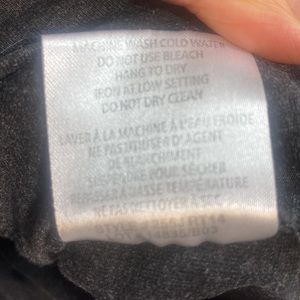 MACHINE WASH COLD WATER
DO NOT USE BLEACH
HANG TO DRY
IRON AT LOW SETTING
DO NOT DRY CLEAN
LAVER À LA MACHINE À L'EAU FROIDE
NE PAS UTILISER D'AGENT
DE BLANCHIMENT
SUSPENDRE POUR SÉCHER
REPASSER À BASSE TEMPÉRATURE
NE PAS NETTOYER À SEC
STYLE